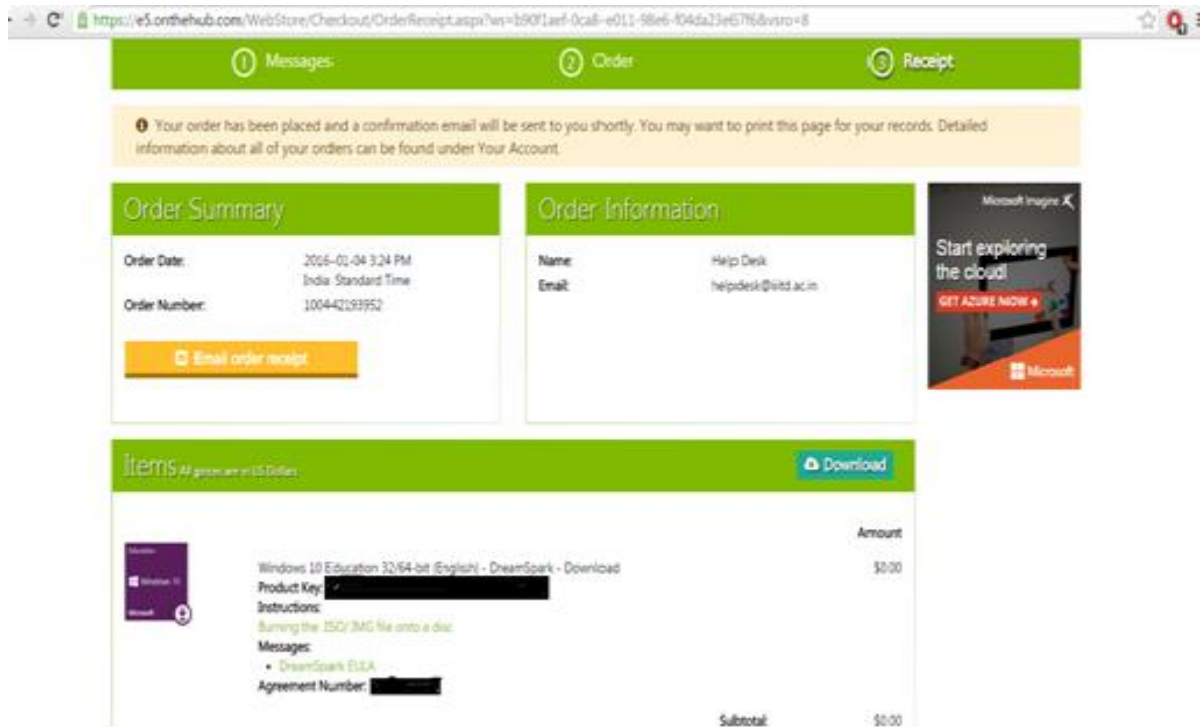 https://e5.onthehub.com/WebStore/Checkout/OrderReceipt.aspx?ws=b90f1aef-0ca8-e011-98e6-f04da23e67f6&vsro=8
1 Messages
2 Order
3 Receipt
Your order has been placed and a confirmation email will be sent to you shortly. You may want to print this page for your records. Detailed
information about all of your orders can be found under Your Account.
Order Summary
Order Date: 2016-01-04 3:24 PM
India Standard Time
Order Number: 100442193952
Email order receipt
Order Information
Name: Help Desk
Email: helpdesk@iiitd.ac.in
Microsoft Imagine X
Start exploring
the cloud!
GET AZURE NOW
Microsoft
Items All prices are in US Dollars
Download
Amount
Windows 10
Microsoft
Windows 10 Education 32/64-bit (English) - DreamSpark - Download $0.00
Product Key:
Instructions:
Burning the .ISO/.IMG file onto a disc
Messages:
• DreamSpark EULA
Agreement Number:
Subtotal: $0.00